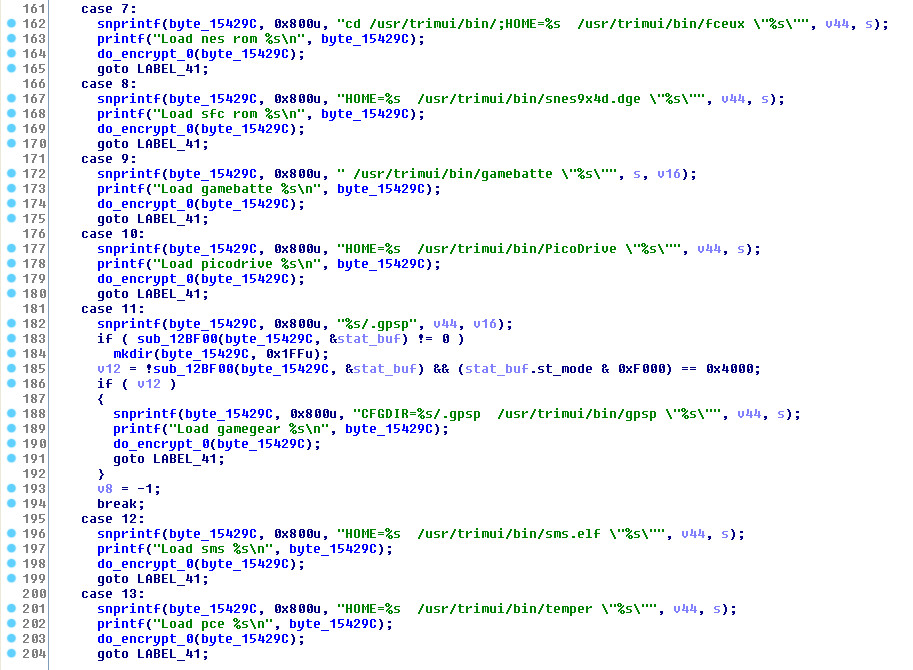 161 case 7:
162 snprintf(byte_15429C, 0x800u, "cd /usr/trimui/bin/;HOME=%s  /usr/trimui/bin/fceux \"%s\"", v44, s);
163 printf("Load nes rom %s\n", byte_15429C);
164 do_encrypt_0(byte_15429C);
165 goto LABEL_41;
166 case 8:
167 snprintf(byte_15429C, 0x800u, "HOME=%s  /usr/trimui/bin/snes9x4d.dge \"%s\"", v44, s);
168 printf("Load sfc rom %s\n", byte_15429C);
169 do_encrypt_0(byte_15429C);
170 goto LABEL_41;
171 case 9:
172 snprintf(byte_15429C, 0x800u, " /usr/trimui/bin/gamebatte \"%s\"", s, v16);
173 printf("Load gamebatte %s\n", byte_15429C);
174 do_encrypt_0(byte_15429C);
175 goto LABEL_41;
176 case 10:
177 snprintf(byte_15429C, 0x800u, "HOME=%s  /usr/trimui/bin/PicoDrive \"%s\"", v44, s);
178 printf("Load picodrive %s\n", byte_15429C);
179 do_encrypt_0(byte_15429C);
180 goto LABEL_41;
181 case 11:
182 snprintf(byte_15429C, 0x800u, "%s/.gpsp", v44, v16);
183 if ( sub_12BF00(byte_15429C, &stat_buf) != 0 )
184 mkdir(byte_15429C, 0x1FFu);
185 v12 = !sub_12BF00(byte_15429C, &stat_buf) && (stat_buf.st_mode & 0xF000) == 0x4000;
186 if ( v12 )
187 {
188 snprintf(byte_15429C, 0x800u, "CFGDIR=%s/.gpsp  /usr/trimui/bin/gpsp \"%s\"", v44, s);
189 printf("Load gamegear %s\n", byte_15429C);
190 do_encrypt_0(byte_15429C);
191 goto LABEL_41;
192 }
193 v8 = -1;
194 break;
195 case 12:
196 snprintf(byte_15429C, 0x800u, "HOME=%s  /usr/trimui/bin/sms.elf \"%s\"", v44, s);
197 printf("Load sms %s\n", byte_15429C);
198 do_encrypt_0(byte_15429C);
199 goto LABEL_41;
200 case 13:
201 snprintf(byte_15429C, 0x800u, "HOME=%s  /usr/trimui/bin/temper \"%s\"", v44, s);
202 printf("Load pce %s\n", byte_15429C);
203 do_encrypt_0(byte_15429C);
204 goto LABEL_41;